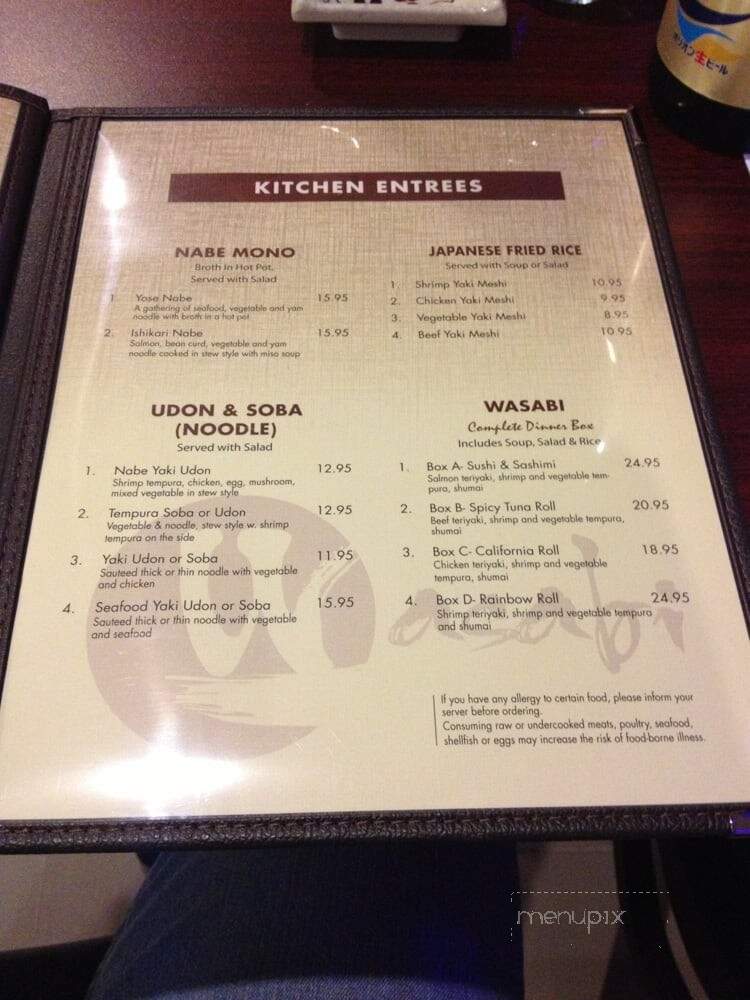 オリオン生ビール
KITCHEN ENTREES
NABE MONO
Broth In Hot Pot,
Served with Salad
1. Yose Nabe 15.95
A gathering of seafood, vegetable and yam
noodle with broth in a hot pot
2. Ishikari Nabe 15.95
Salmon, bean curd, vegetable and yam
noodle cooked in stew style with miso soup
JAPANESE FRIED RICE
Served with Soup or Salad
1. Shrimp Yaki Meshi 10.95
2. Chicken Yaki Meshi 9.95
3. Vegetable Yaki Meshi 8.95
4. Beef Yaki Meshi 10.95
UDON & SOBA
(NOODLE)
Served with Salad
1. Nabe Yaki Udon 12.95
Shrimp tempura, chicken, egg, mushroom,
mixed vegetable in stew style
2. Tempura Soba or Udon 12.95
Vegetable & noodle, stew style w. shrimp
tempura on the side
3. Yaki Udon or Soba 11.95
Sauteed thick or thin noodle with vegetable
and chicken
4. Seafood Yaki Udon or Soba 15.95
Sauteed thick or thin noodle with vegetable
and seafood
WASABI
Complete Dinner Box
Includes Soup, Salad & Rice
1. Box A- Sushi & Sashimi 24.95
Salmon teriyaki, shrimp and vegetable tem-
pura, shumai
2. Box B- Spicy Tuna Roll 20.95
Beef teriyaki, shrimp and vegetable tempura,
shumai
3. Box C- California Roll 18.95
Chicken teriyaki, shrimp and vegetable
tempura, shumai
4. Box D- Rainbow Roll 24.95
Shrimp teriyaki, shrimp and vegetable tempura
and shumai
Wasabi
If you have any allergy to certain food, please inform your
server before ordering.
Consuming raw or undercooked meats, poultry, seafood,
shellfish or eggs may increase the risk of food-borne illness.
menupix